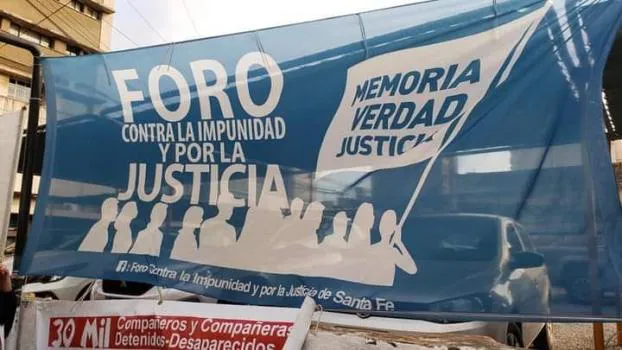 FORO
CONTRA LA IMPUNIDAD
Y POR LA
JUSTICIA
MEMORIA
VERDAD
JUSTICIA
f: Foro Contra la Impunidad y por la Justicia de Santa Fe
30 Mil Compañeros y Compañeras
Detenidos-Desaparecidos